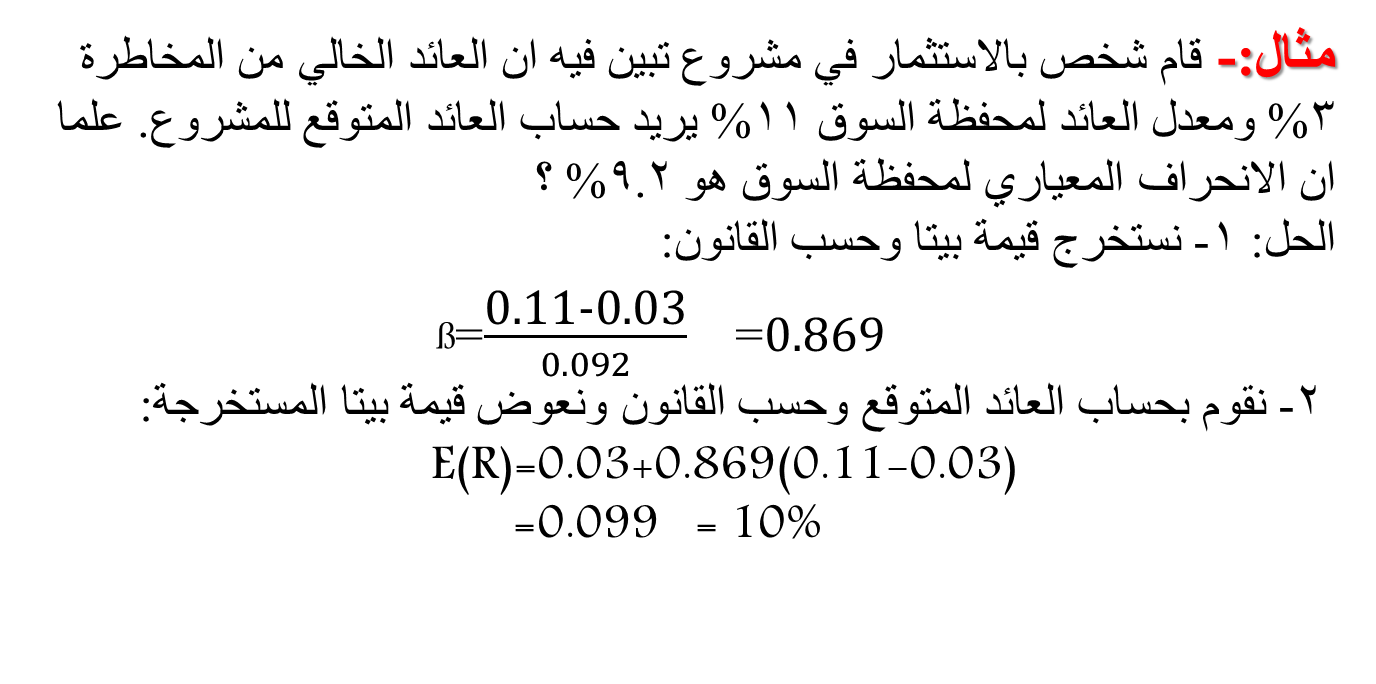 مثال:- قام شخص بالاستثمار في مشروع تبين فيه ان العائد الخالي من المخاطرة
٣% ومعدل العائد لمحفظة السوق ١١% يريد حساب العائد المتوقع للمشروع. علما
ان الانحراف المعياري لمحفظة السوق هو ٩.٢% ؟
الحل: ١- نستخرج قيمة بيتا وحسب القانون:
ß=0.11-0.03/0.092 =0.869
٢- نقوم بحساب العائد المتوقع وحسب القانون ونعوض قيمة بيتا المستخرجة:
E(R)=0.03+0.869(0.11-0.03)
=0.099 = 10%